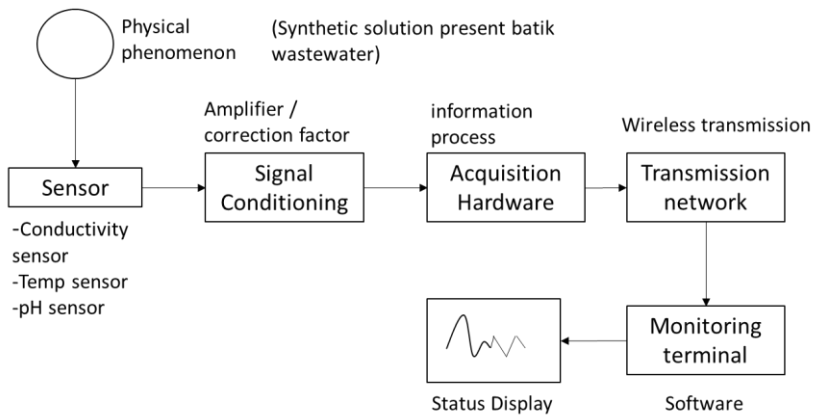 Physical
phenomenon
(Synthetic solution present batik
wastewater)
Amplifier /
correction factor
information
process
Wireless transmission
Sensor
Signal
Conditioning
Acquisition
Hardware
Transmission
network
-Conductivity
sensor
-Temp sensor
-pH sensor
Monitoring
terminal
Status Display
Software